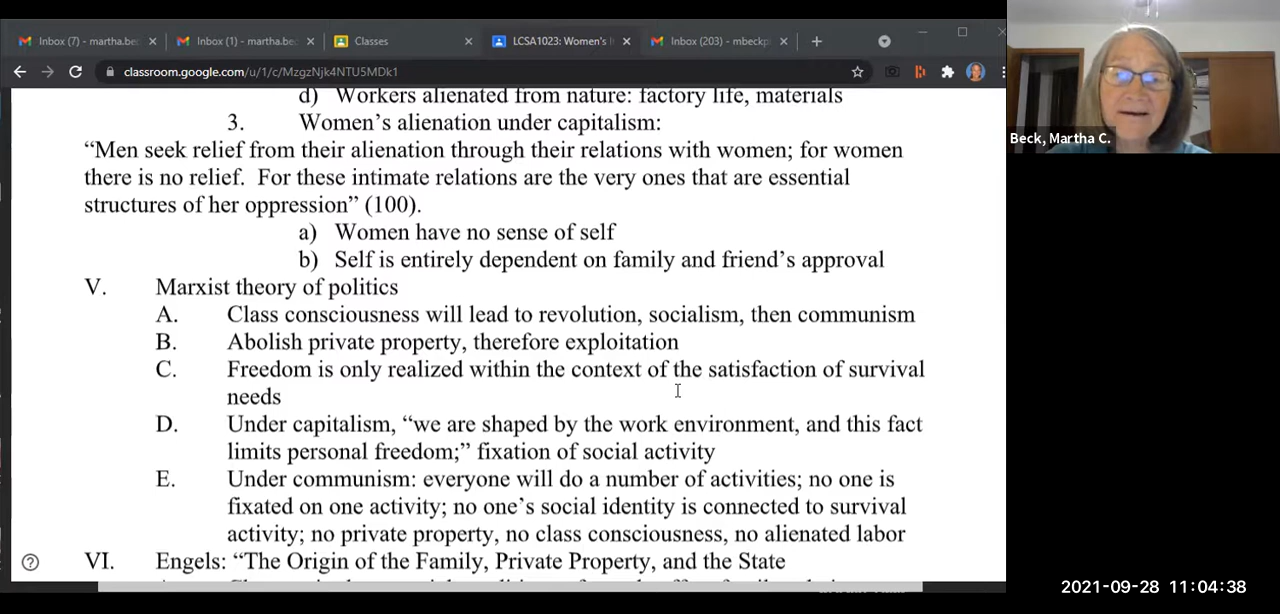 Inbox (7) - martha.be
Inbox (1) - martha.be
Classes
LCSA1023: Women's
Inbox (203) - mbeckp
classroom.google.com/u/1/c/MzgzNjk4NTU5MDk1
d) Workers alienated from nature: factory life, materials
3. Women's alienation under capitalism:
“Men seek relief from their alienation through their relations with women; for women
there is no relief. For these intimate relations are the very ones that are essential
structures of her oppression” (100).
a) Women have no sense of self
b) Self is entirely dependent on family and friend's approval
V. Marxist theory of politics
A. Class consciousness will lead to revolution, socialism, then communism
B. Abolish private property, therefore exploitation
C. Freedom is only realized within the context of the satisfaction of survival
needs
D. Under capitalism, “we are shaped by the work environment, and this fact
limits personal freedom;” fixation of social activity
E. Under communism: everyone will do a number of activities; no one is
fixated on one activity; no one's social identity is connected to survival
activity; no private property, no class consciousness, no alienated labor
VI. Engels: “The Origin of the Family, Private Property, and the State
Beck, Martha C.
2021-09-28 11:04:38